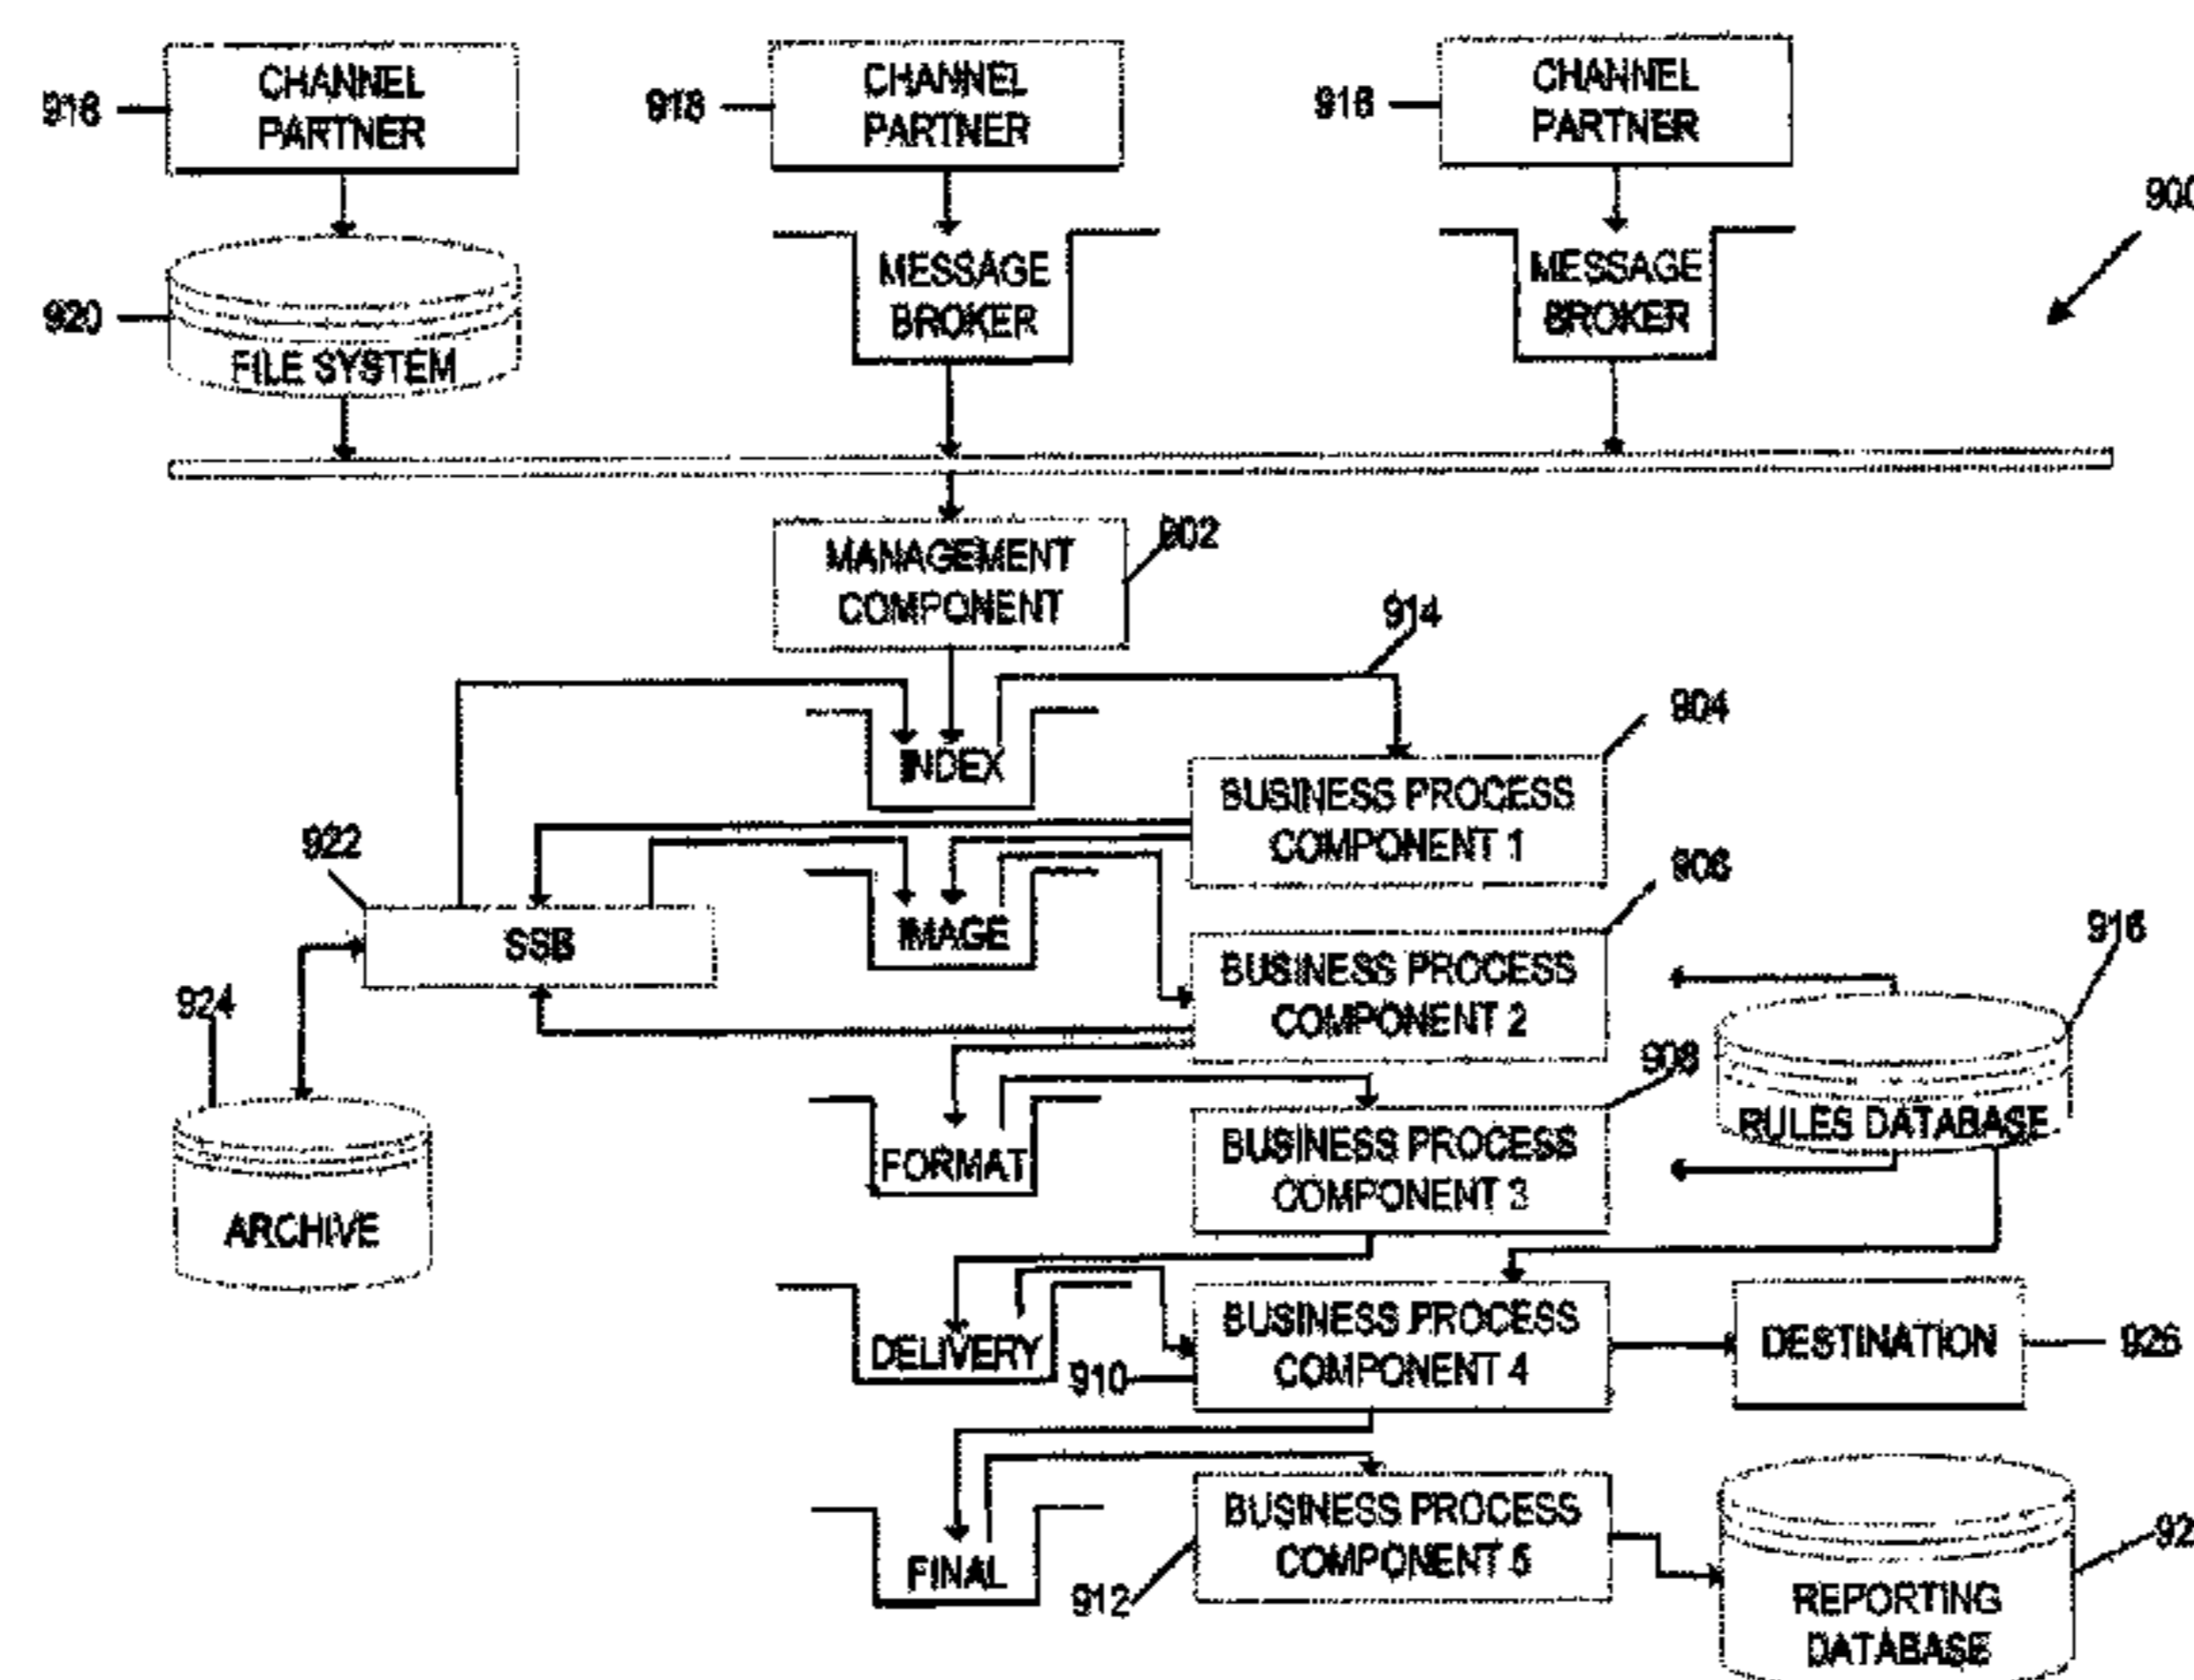 CHANNEL
PARTNER
918
CHANNEL
PARTNER
918
CHANNEL
PARTNER
918
900
920
FILE SYSTEM
MESSAGE
BROKER
MESSAGE
BROKER
MANAGEMENT
COMPONENT
902
914
INDEX
904
BUSINESS PROCESS
COMPONENT 1
922
SSB
IMAGE
906
BUSINESS PROCESS
COMPONENT 2
916
RULES DATABASE
924
ARCHIVE
FORMAT
908
BUSINESS PROCESS
COMPONENT 3
DELIVERY
910
BUSINESS PROCESS
COMPONENT 4
DESTINATION
926
FINAL
912
BUSINESS PROCESS
COMPONENT 5
REPORTING
DATABASE